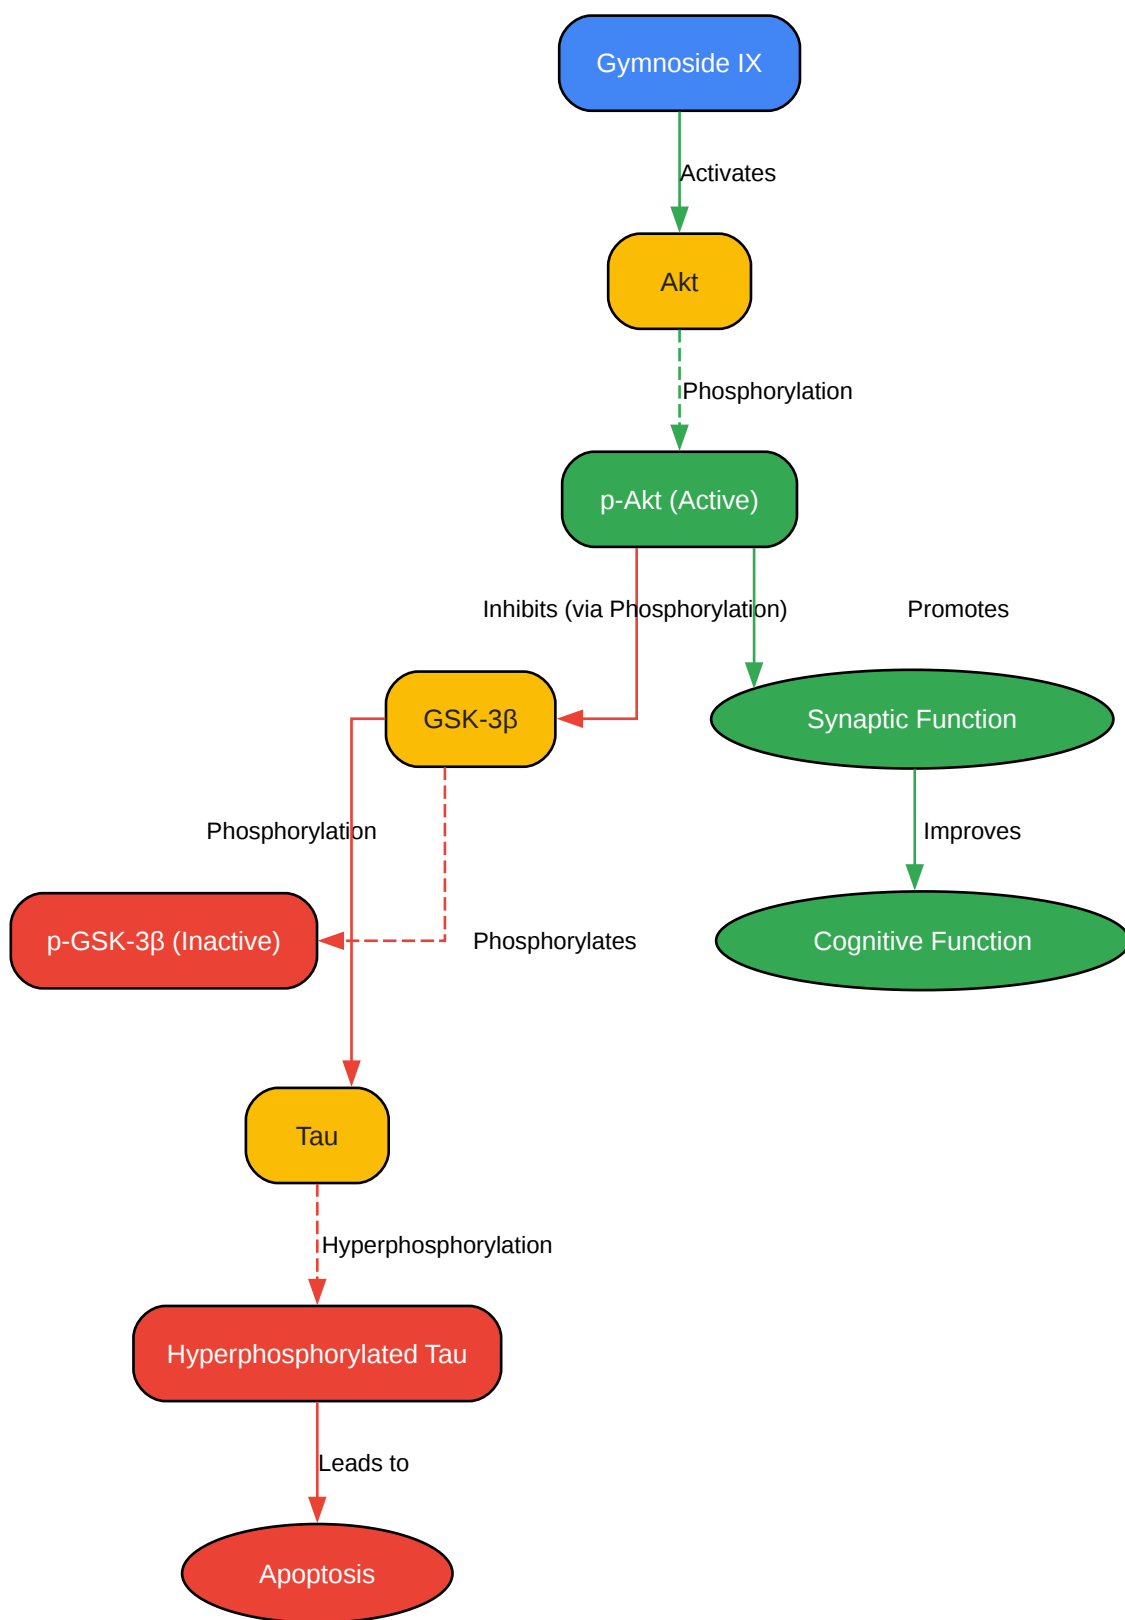 Gymnoside IX
Activates
Akt
Phosphorylation
p-Akt (Active)
Inhibits (via Phosphorylation)
Promotes
GSK-3β
Synaptic Function
Phosphorylation
Improves
p-GSK-3β (Inactive)
Phosphorylates
Cognitive Function
Tau
Hyperphosphorylation
Hyperphosphorylated Tau
Leads to
Apoptosis